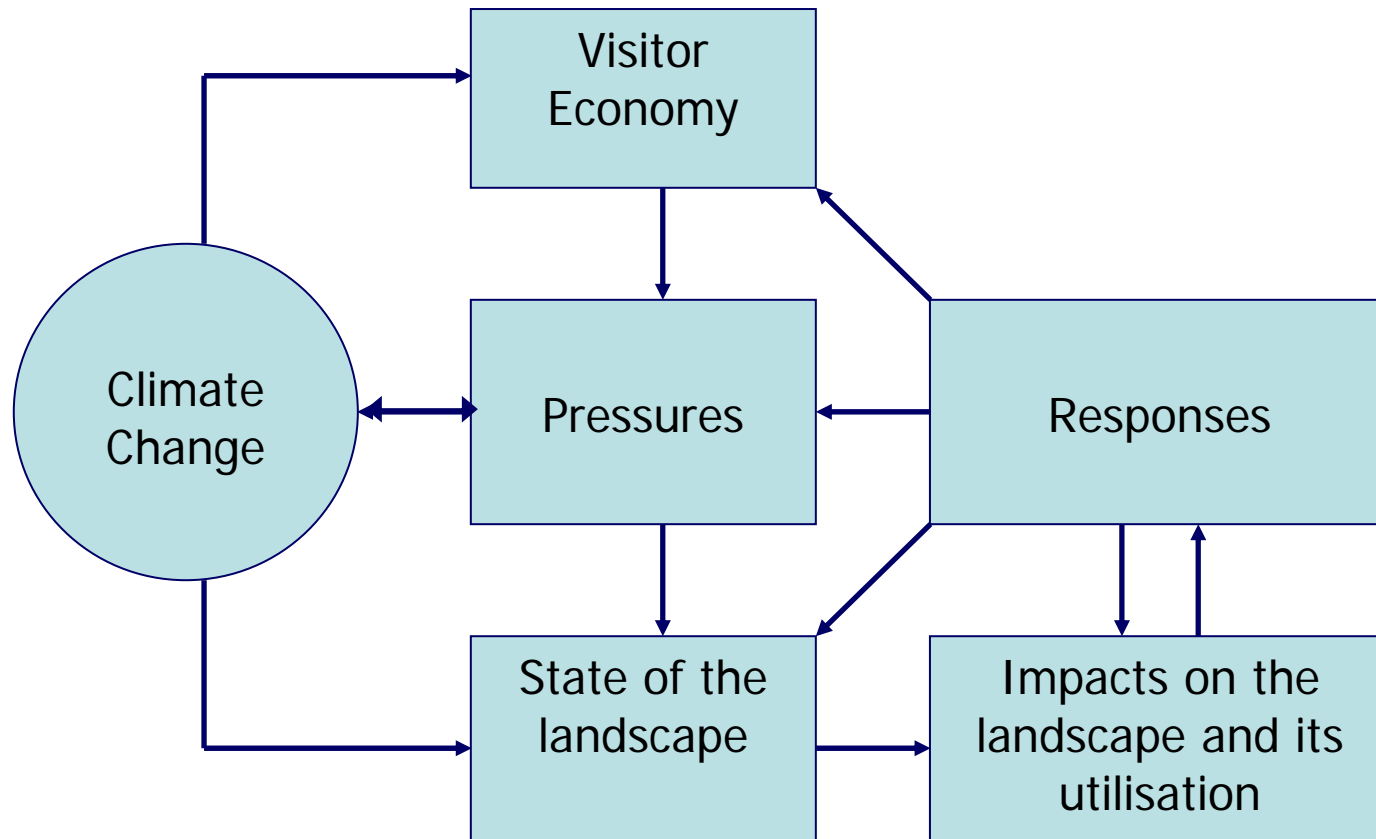 Visitor
Economy
Climate
Change
Pressures
Responses
State of the
landscape
Impacts on the
landscape and its
utilisation